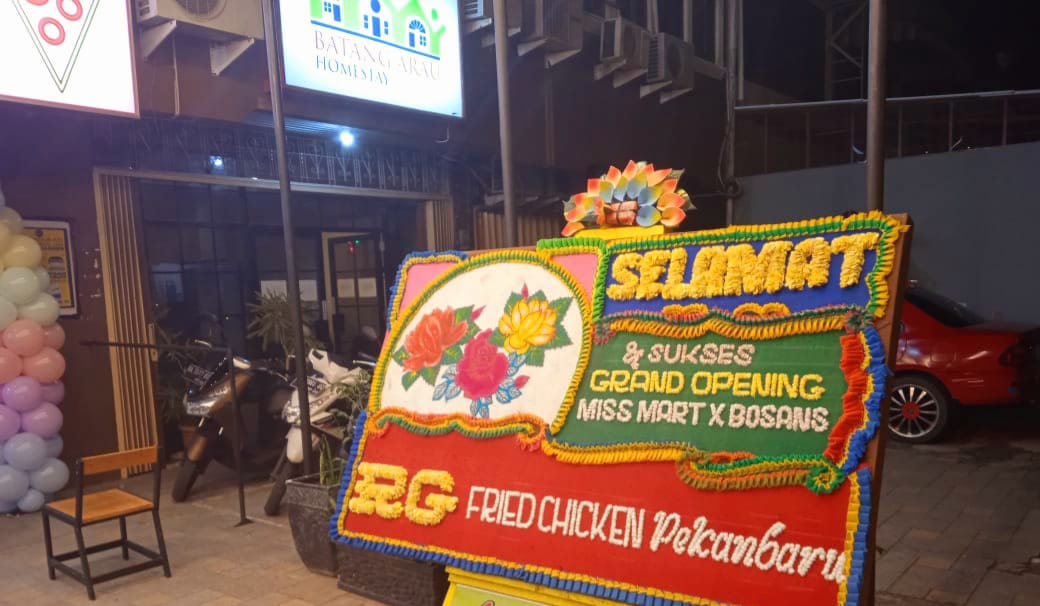 BATANG ARAU
HOMESTAY
SELAMAT
& SUKSES
GRAND OPENING
MISS MART X BOSANS
RG FRIED CHICKEN Pekanbaru